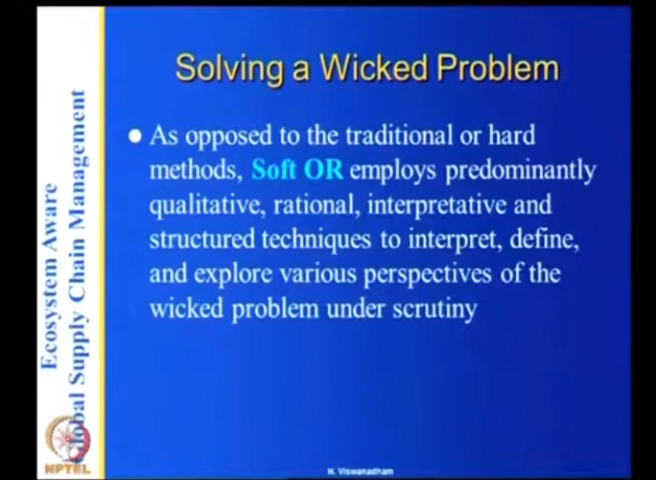 Solving a Wicked Problem
As opposed to the traditional or hard
methods, Soft OR employs predominantly
qualitative, rational, interpretative and
structured techniques to interpret, define,
and explore various perspectives of the
wicked problem under scrutiny
Ecosystem Aware
Global Supply Chain Management
NPTEL
N. Viswanadham